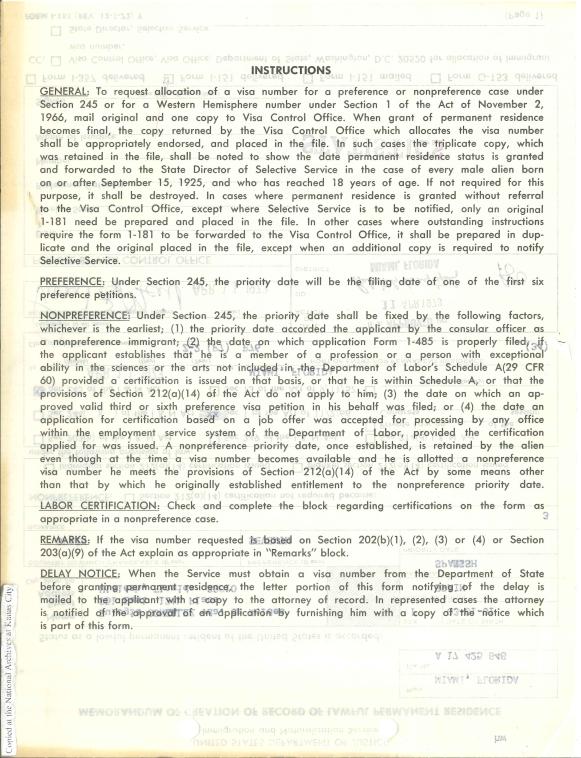 INSTRUCTIONS
GENERAL: To request allocation of a visa number for a preference or nonpreference case under
Section 245 or for a Western Hemisphere number under Section 1 of the Act of November 2,
1966, mail original and one copy to Visa Control Office. When grant of permanent residence
becomes final, the copy returned by the Visa Control Office which allocates the visa number
shall be appropriately endorsed, and placed in the file. In such cases the triplicate copy, which
was retained in the file, shall be noted to show the date permanent residence status is granted
and forwarded to the State Director of Selective Service in the case of every male alien born
on or after September 15, 1925, and who has reached 18 years of age. If not required for this
purpose, it shall be destroyed. In cases where permanent residence is granted without referral
to the Visa Control Office, except where Selective Service is to be notified, only an original
1-181 need be prepared and placed in the file. In other cases where outstanding instructions
require the form 1-181 to be forwarded to the Visa Control Office, it shall be prepared in dup-
licate and the original placed in the file, except when an additional copy is required to notify
Selective Service.
PREFERENCE: Under Section 245, the priority date will be the filing date of one of the first six
preference petitions.
NONPREFERENCE: Under Section 245, the priority date shall be fixed by the following factors,
whichever is the earliest; (1) the priority date accorded the applicant by the consular officer as
a nonpreference immigrant; (2) the date on which application Form 1-485 is properly filed, if
the applicant establishes that he is a member of a profession or a person with exceptional
ability in the sciences or the arts not included in the Department of Labor's Schedule A(29 CFR
60) provided a certification is issued on that basis, or that he is within Schedule A, or that the
provisions of Section 212(a)(14) of the Act do not apply to him; (3) the date on which an ap-
proved valid third or sixth preference visa petition in his behalf was filed; or (4) the date an
application for certification based on a job offer was accepted for processing by any office
within the employment service system of the Department of Labor, provided the certification
applied for was issued. A nonpreference priority date, once established, is retained by the alien
even though at the time a visa number becomes available and he is allotted a nonpreference
visa number he meets the provisions of Section 212(a)(14) of the Act by some means other
than that by which he originally established entitlement to the nonpreference priority date.
LABOR CERTIFICATION: Check and complete the block regarding certifications on the form as
appropriate in a nonpreference case.
REMARKS: If the visa number requested is based on Section 202(b)(1), (2), (3) or (4) or Section
203(a)(9) of the Act explain as appropriate in "Remarks" block.
DELAY NOTICE: When the Service must obtain a visa number from the Department of State
before granting permanent residence, the letter portion of this form notifying of the delay is
mailed to the applicant with a copy to the attorney of record. In represented cases the attorney
is notified of the approval of an application by furnishing him with a copy of the notice which
is part of this form.
Copied at the National Archives at Kansas City